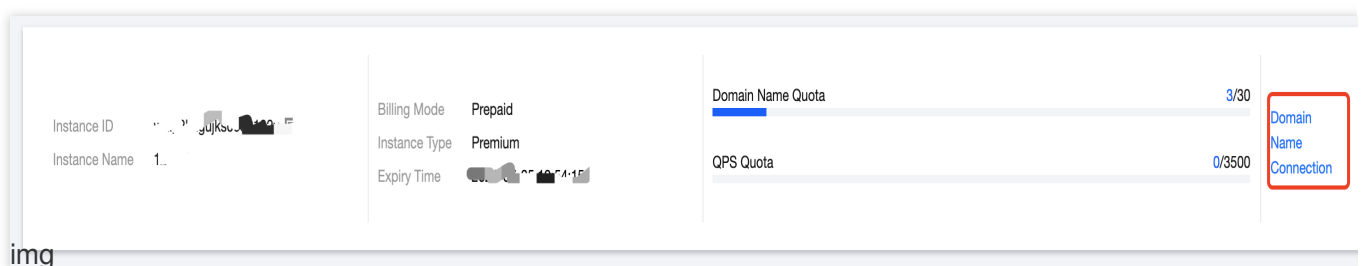 Instance ID
Instance Name
Billing Mode Prepaid
Instance Type Premium
Expiry Time
Domain Name Quota 3/30
QPS Quota 0/3500
Domain
Name
Connection
img